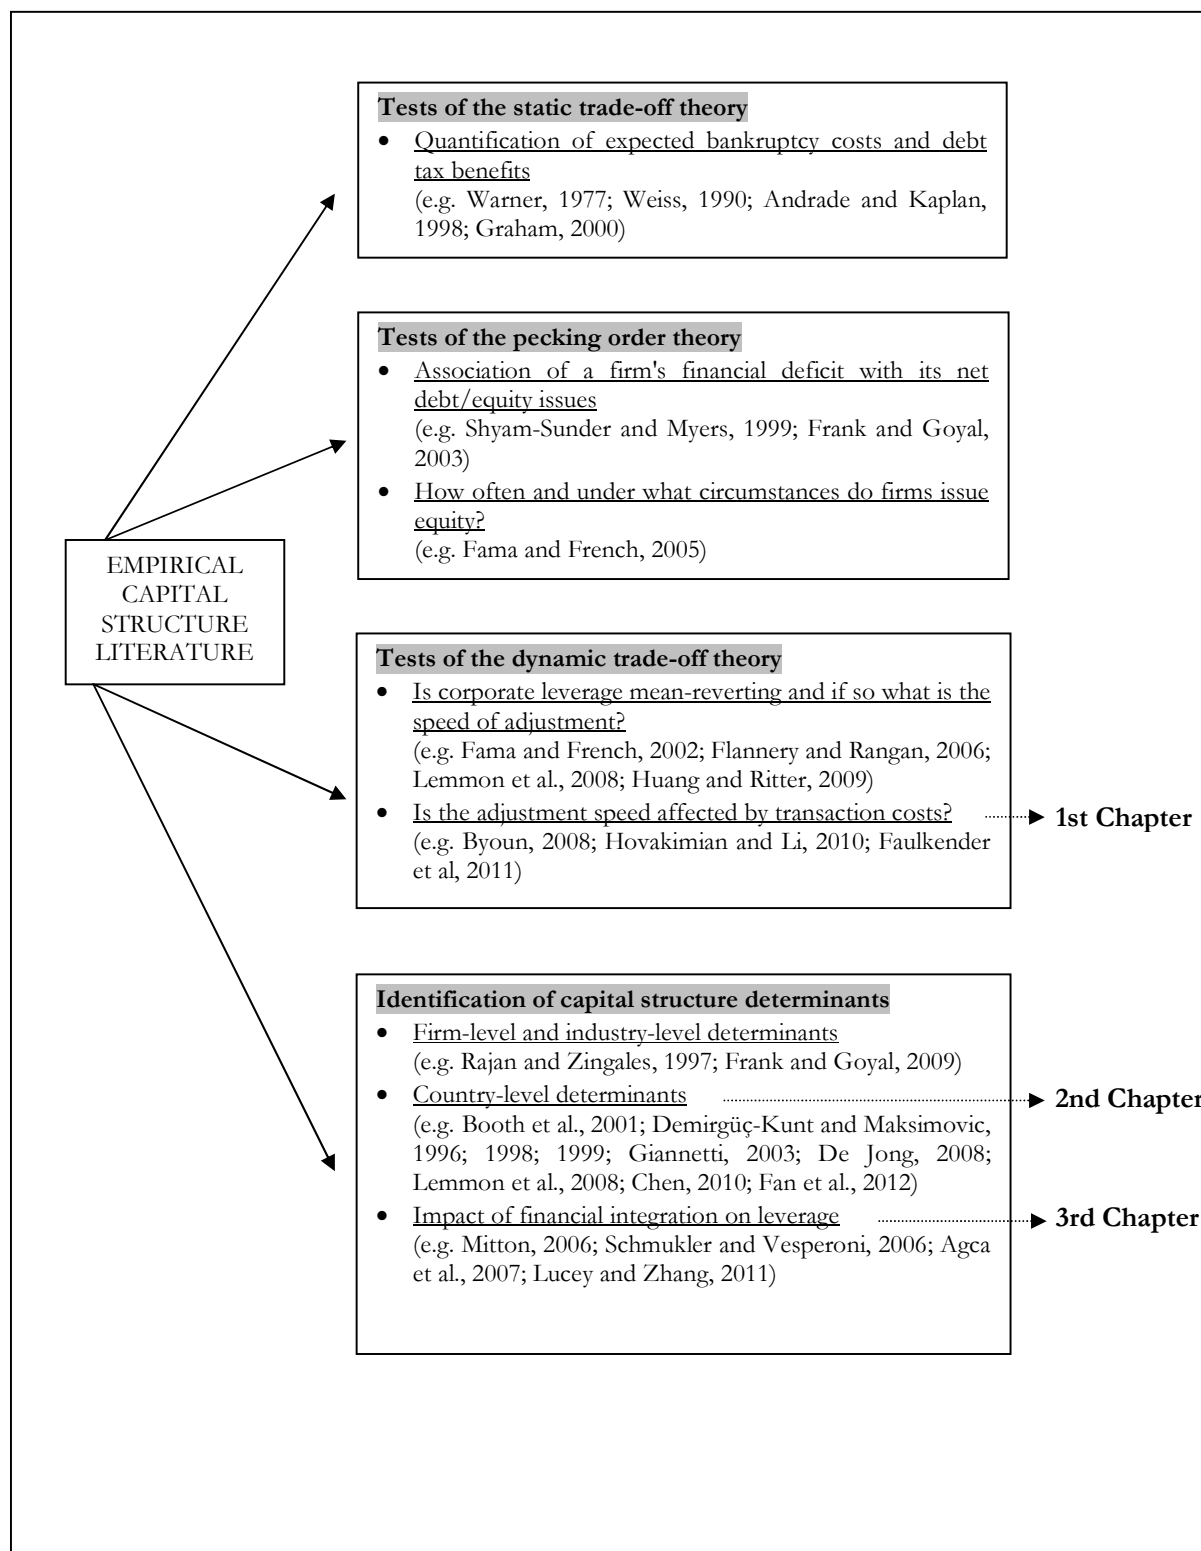 Tests of the static trade-off theory
• Quantification of expected bankruptcy costs and debt
tax benefits
(e.g. Warner, 1977; Weiss, 1990; Andrade and Kaplan,
1998; Graham, 2000)
Tests of the pecking order theory
• Association of a firm's financial deficit with its net
debt/equity issues
(e.g. Shyam-Sunder and Myers, 1999; Frank and Goyal,
2003)
• How often and under what circumstances do firms issue
equity?
(e.g. Fama and French, 2005)
EMPIRICAL
CAPITAL
STRUCTURE
LITERATURE
Tests of the dynamic trade-off theory
• Is corporate leverage mean-reverting and if so what is the
speed of adjustment?
(e.g. Fama and French, 2002; Flannery and Rangan, 2006;
Lemmon et al., 2008; Huang and Ritter, 2009)
• Is the adjustment speed affected by transaction costs?
1st Chapter
(e.g. Byoun, 2008; Hovakimian and Li, 2010; Faulkender
et al, 2011)
Identification of capital structure determinants
• Firm-level and industry-level determinants
(e.g. Rajan and Zingales, 1997; Frank and Goyal, 2009)
• Country-level determinants
2nd Chapter
(e.g. Booth et al., 2001; Demirgüç-Kunt and Maksimovic,
1996; 1998; 1999; Giannetti, 2003; De Jong, 2008;
Lemmon et al., 2008; Chen, 2010; Fan et al., 2012)
• Impact of financial integration on leverage
3rd Chapter
(e.g. Mitton, 2006; Schmukler and Vesperoni, 2006; Agca
et al., 2007; Lucey and Zhang, 2011)